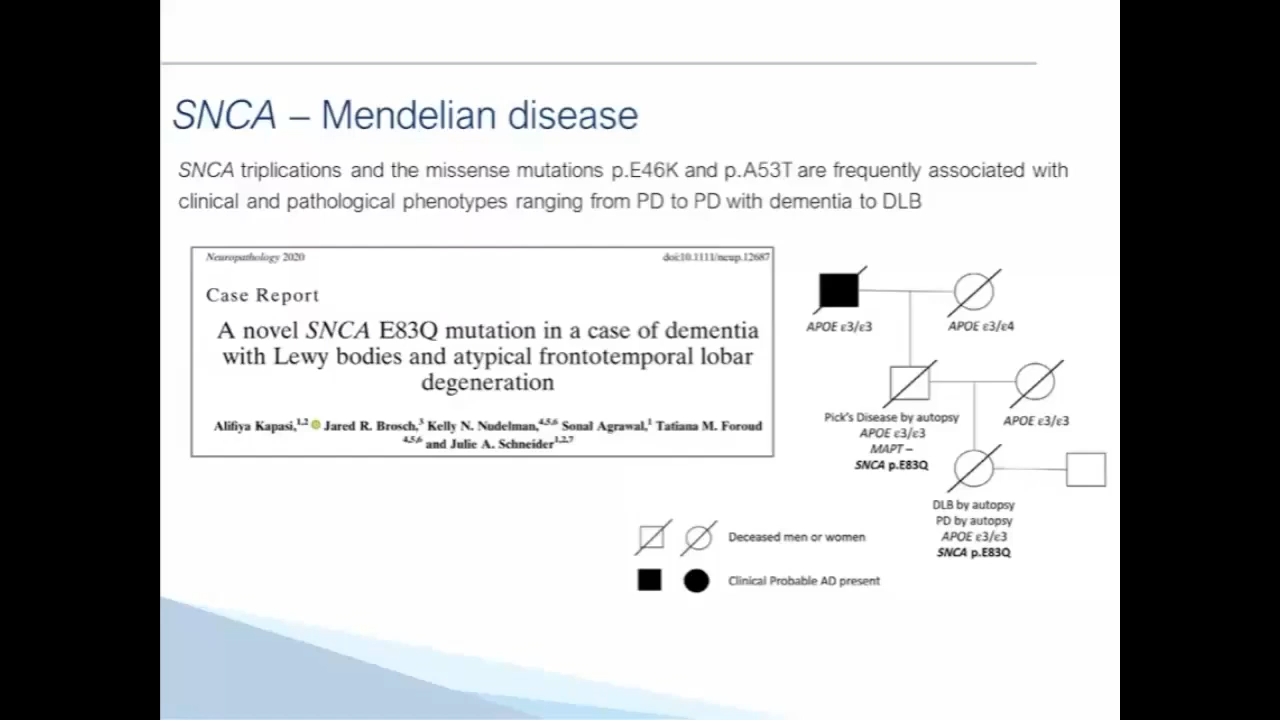 SNCA – Mendelian disease
SNCA triplications and the missense mutations p.E46K and p.A53T are frequently associated with
clinical and pathological phenotypes ranging from PD to PD with dementia to DLB
Neuropathology 2020
doi:10.1111/neup.12687
Case Report
A novel SNCA E83Q mutation in a case of dementia
with Lewy bodies and atypical frontotemporal lobar
degeneration
Alifiya Kapasi,1,2 Jared R. Brosch,3 Kelly N. Nudelman,4,5,6 Sonal Agrawal,1 Tatiana M. Foroud
4,5,6 and Julie A. Schneider1,2,7
APOE ε3/ε3
APOE ε3/ε4
Pick's Disease by autopsy
APOE ε3/ε3
MAPT –
SNCA p.E83Q
APOE ε3/ε3
DLB by autopsy
PD by autopsy
APOE ε3/ε3
SNCA p.E83Q
Deceased men or women
Clinical Probable AD present